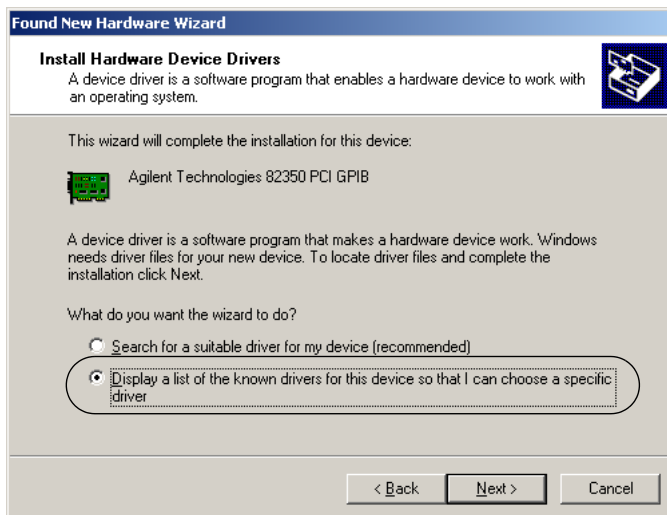 Found New Hardware Wizard
Install Hardware Device Drivers
A device driver is a software program that enables a hardware device to work with
an operating system.
This wizard will complete the installation for this device:
Agilent Technologies 82350 PCI GPIB
A device driver is a software program that makes a hardware device work. Windows
needs driver files for your new device. To locate driver files and complete the
installation click Next.
What do you want the wizard to do?
Search for a suitable driver for my device (recommended)
Display a list of the known drivers for this device so that I can choose a specific
driver
< Back
Next >
Cancel